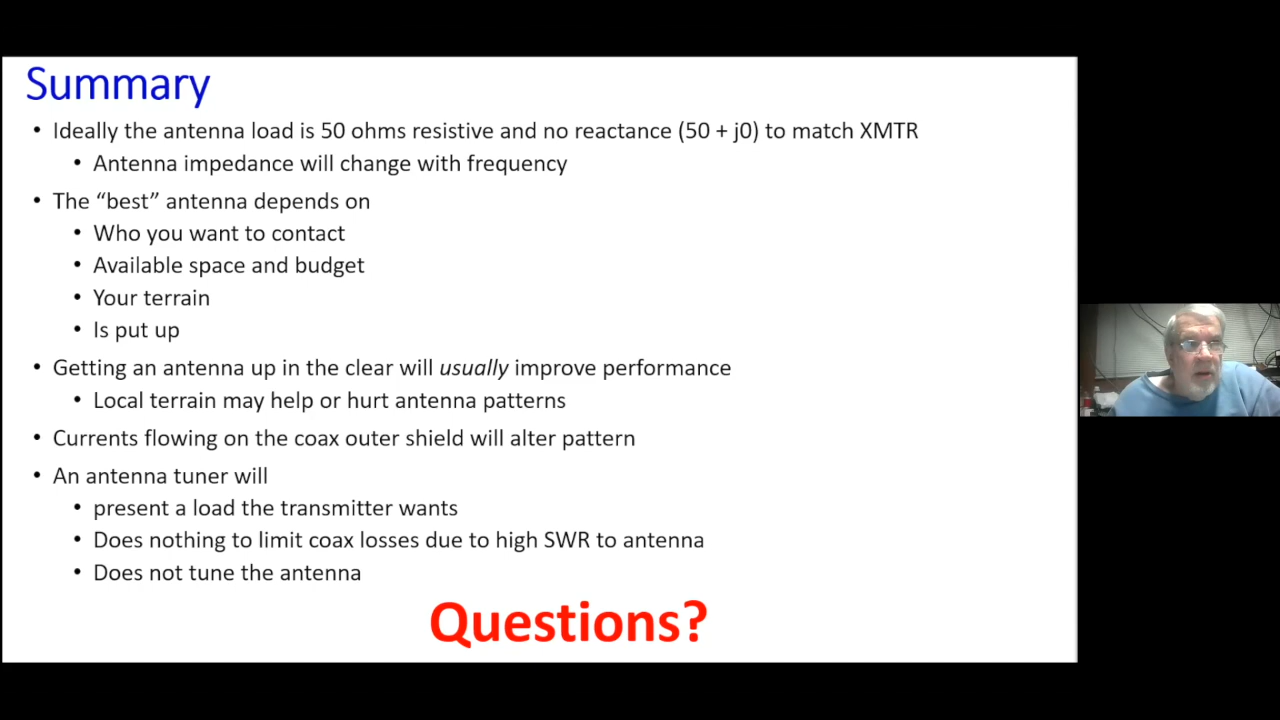 Summary
• Ideally the antenna load is 50 ohms resistive and no reactance (50 + j0) to match XMTR
• Antenna impedance will change with frequency
• The “best” antenna depends on
• Who you want to contact
• Available space and budget
• Your terrain
• Is put up
• Getting an antenna up in the clear will usually improve performance
• Local terrain may help or hurt antenna patterns
• Currents flowing on the coax outer shield will alter pattern
• An antenna tuner will
• present a load the transmitter wants
• Does nothing to limit coax losses due to high SWR to antenna
• Does not tune the antenna
Questions?